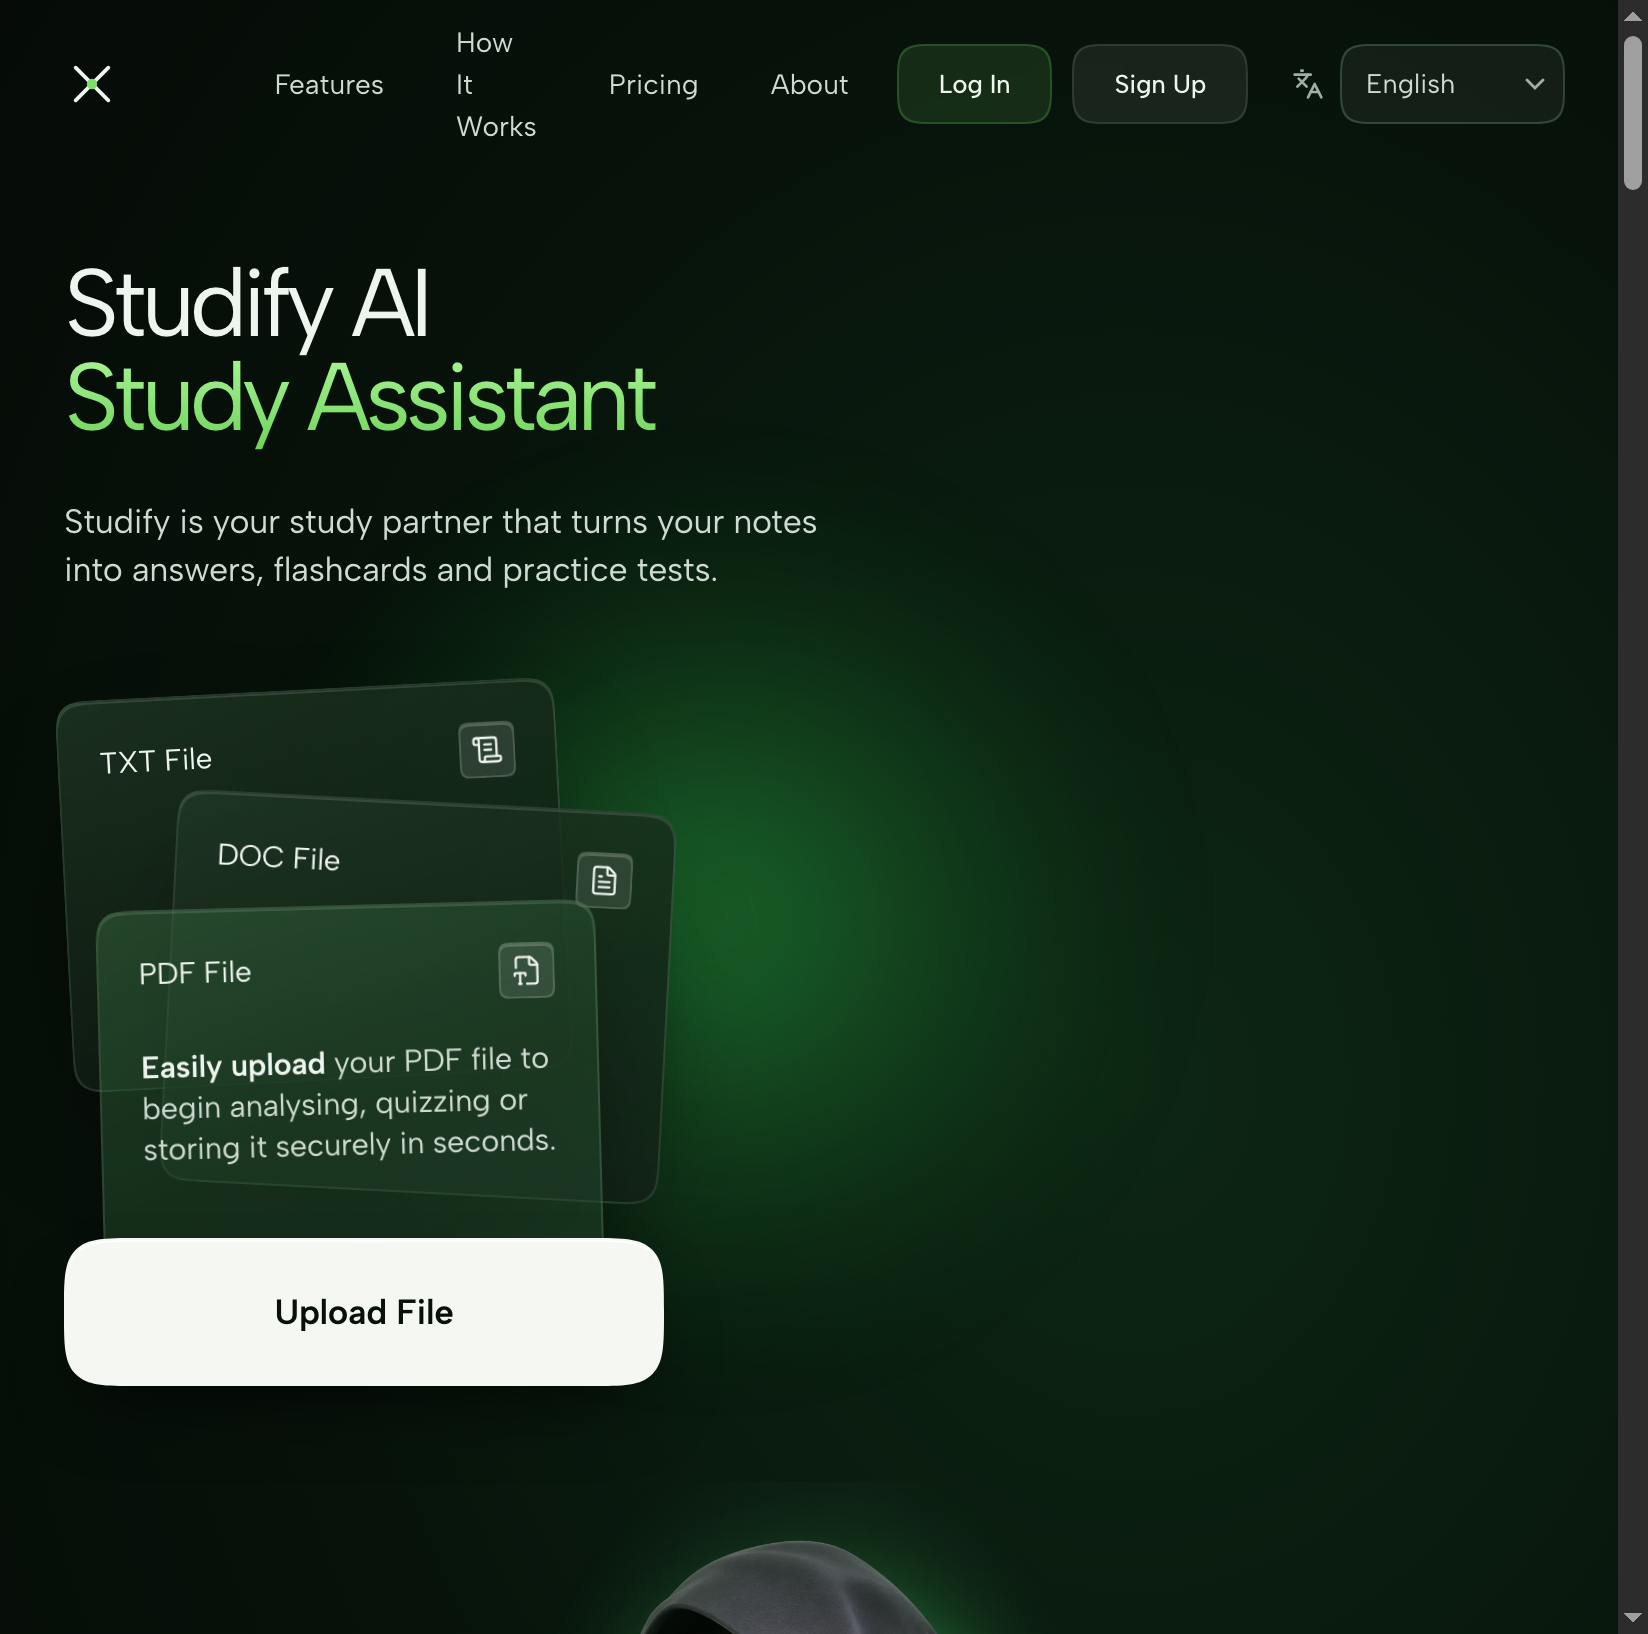 Features
How
It
Works
Pricing
About
Log In
Sign Up
English
Studify AI
Study Assistant
Studify is your study partner that turns your notes
into answers, flashcards and practice tests.
TXT File
DOC File
PDF File
Easily upload your PDF file to
begin analysing, quizzing or
storing it securely in seconds.
Upload File